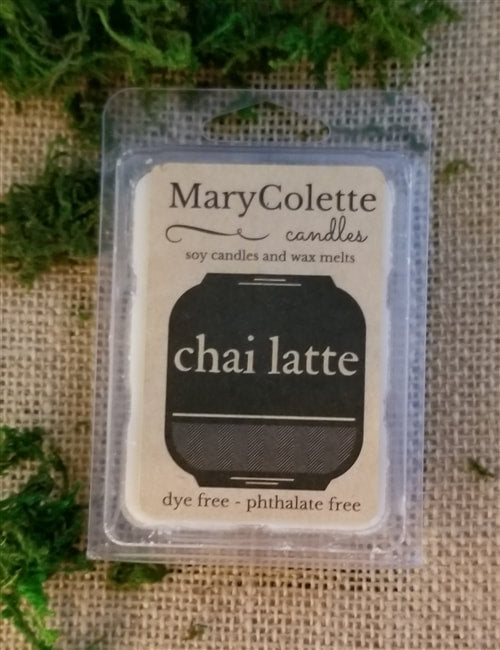 MaryColette
candles
soy candles and wax melts
chai latte
dye free - phthalate free